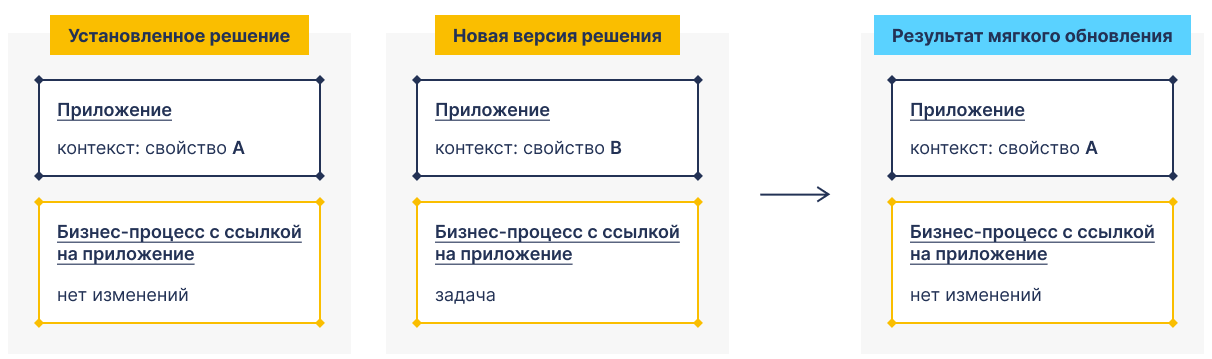 Установленное решение
Приложение
контекст: свойство A
Бизнес-процесс с ссылкой
на приложение
нет изменений
Новая версия решения
Приложение
контекст: свойство B
Бизнес-процесс с ссылкой
на приложение
задача
Результат мягкого обновления
Приложение
контекст: свойство A
Бизнес-процесс с ссылкой
на приложение
нет изменений